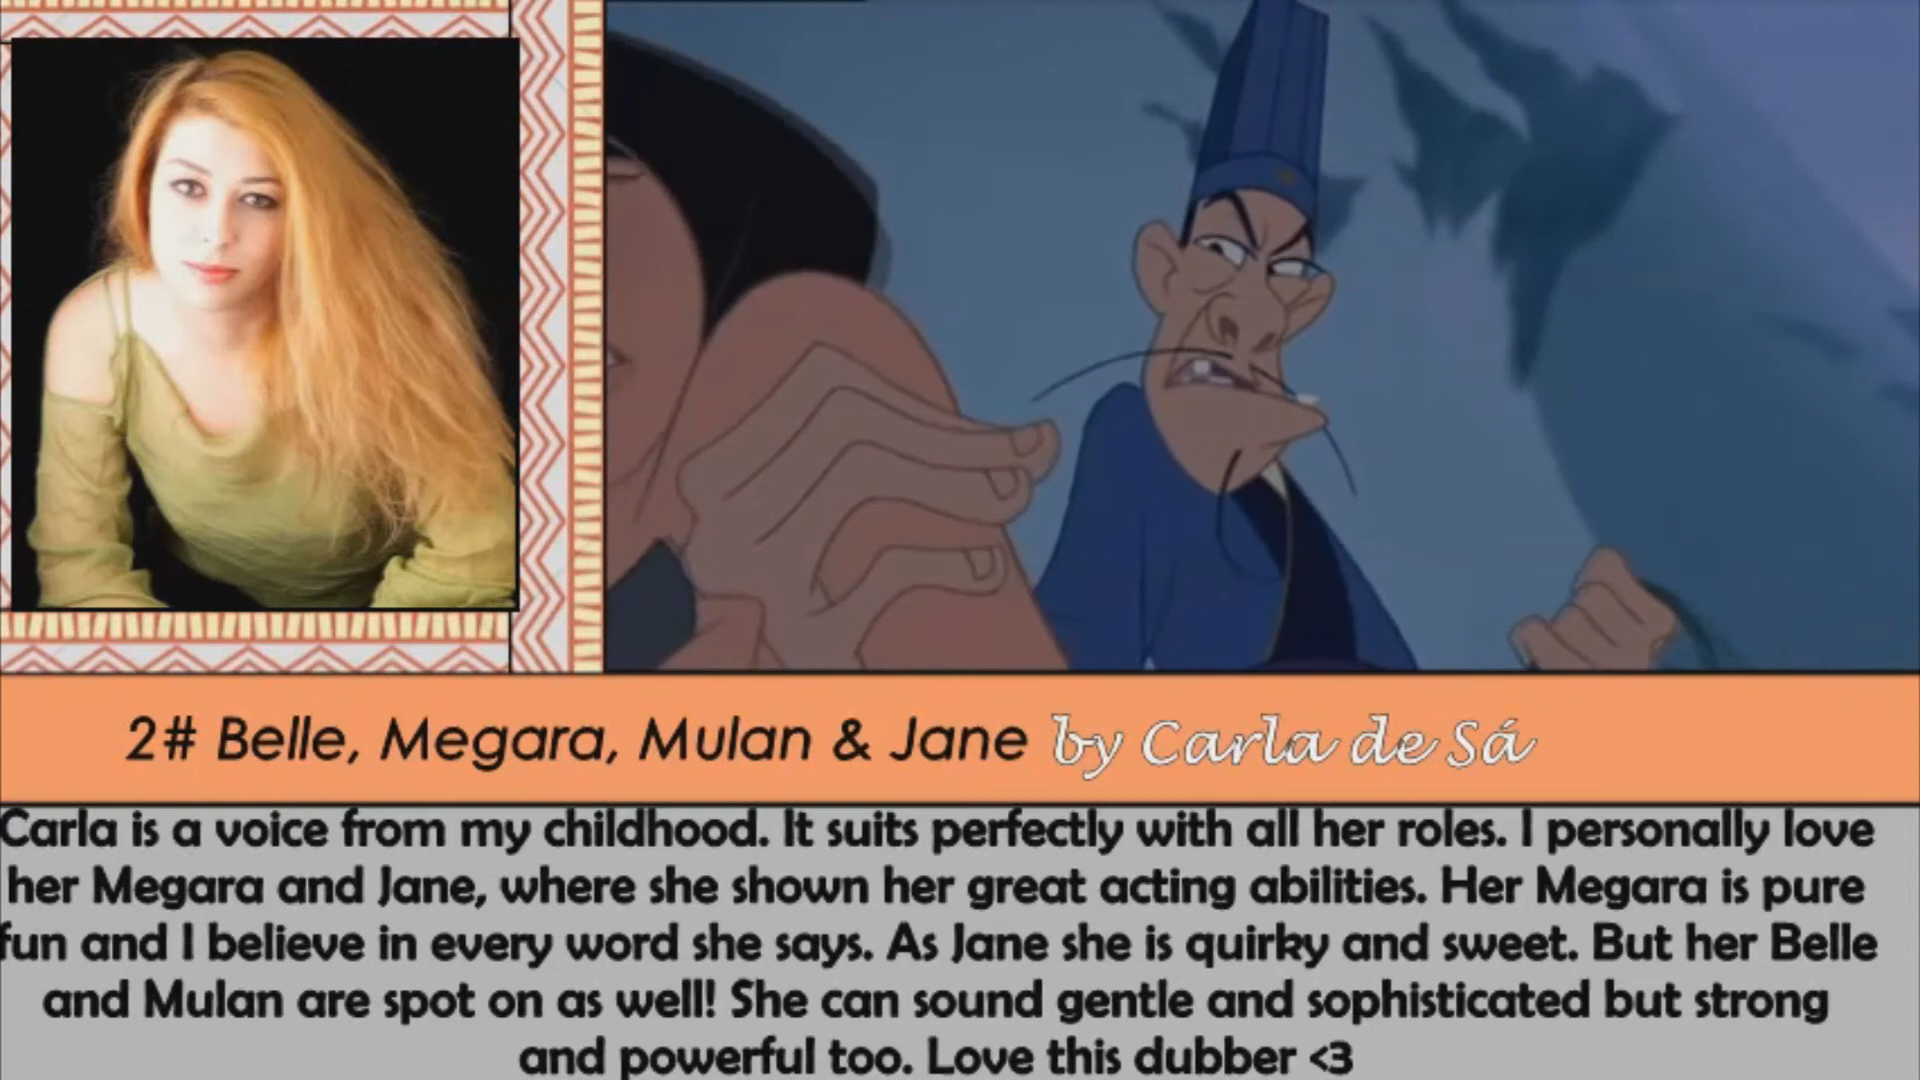 2# Belle, Megara, Mulan & Jane by Carla de Sá
Carla is a voice from my childhood. It suits perfectly with all her roles. I personally love
her Megara and Jane, where she shown her great acting abilities. Her Megara is pure
fun and I believe in every word she says. As Jane she is quirky and sweet. But her Belle
and Mulan are spot on as well! She can sound gentle and sophisticated but strong
and powerful too. Love this dubber <3